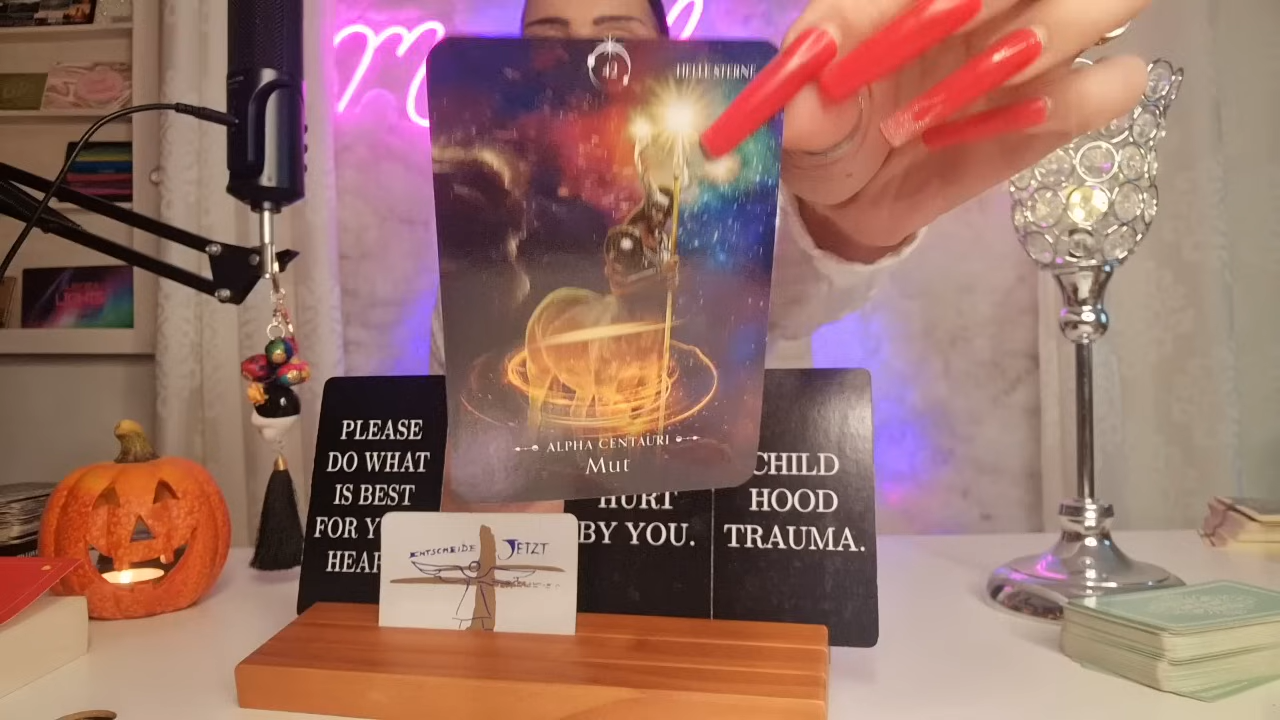 42
HELLE STERNE
ALPHA CENTAURI
Mut
PLEASE
DO WHAT
IS BEST
FOR Y
HEAR
HURT
BY YOU.
CHILD
HOOD
TRAUMA.
ENTSCHEIDE JETZT